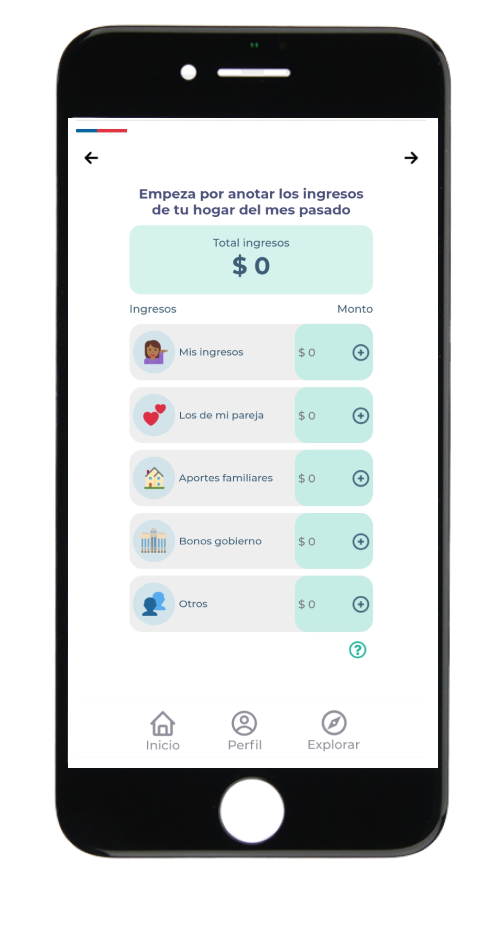 Empeza por anotar los ingresos
de tu hogar del mes pasado
Total ingresos
$ 0
Ingresos Monto
Mis ingresos $ 0
Los de mi pareja $ 0
Aportes familiares $ 0
Bonos gobierno $ 0
Otros $ 0
?
Inicio Perfil Explorar